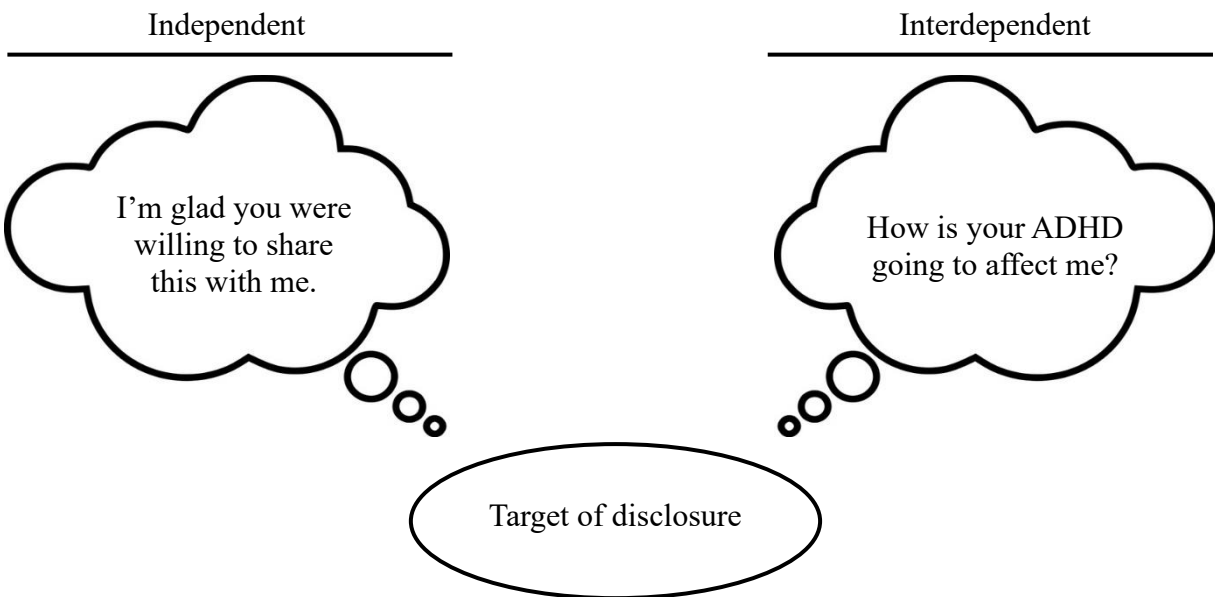 Independent
Interdependent
I’m glad you were
willing to share
this with me.
How is your ADHD
going to affect me?
Target of disclosure